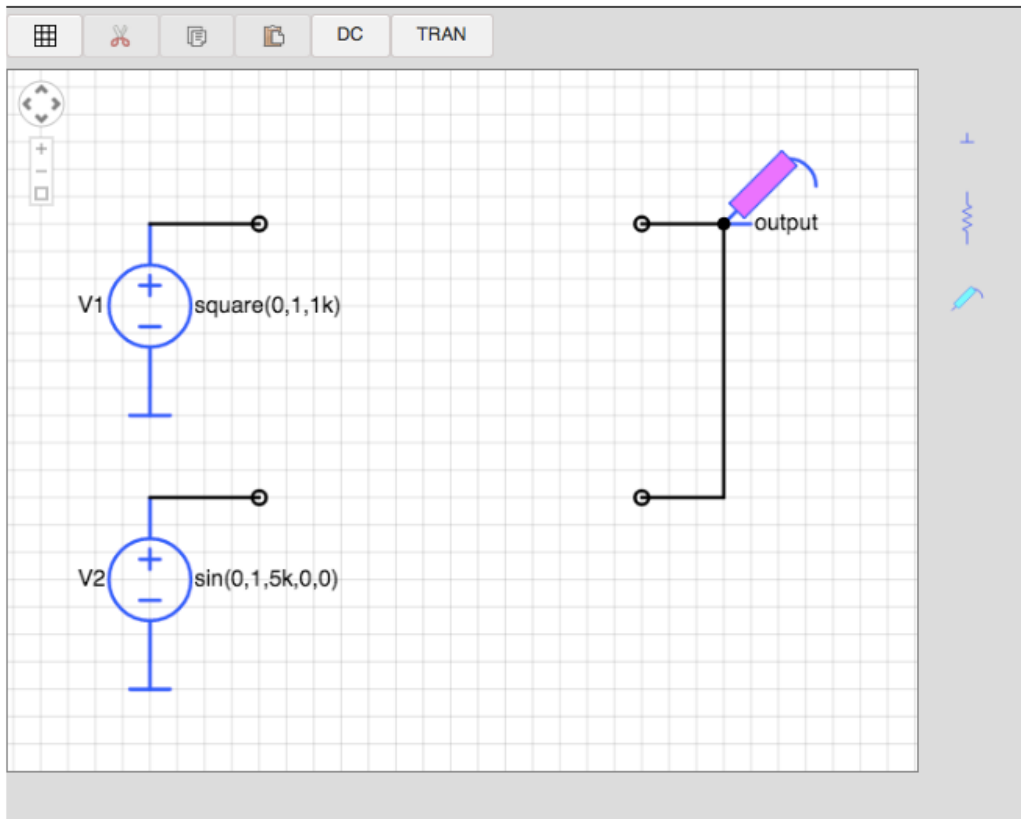 DC TRAN
output
V1 square(0,1,1k)
V2 sin(0,1,5k,0,0)